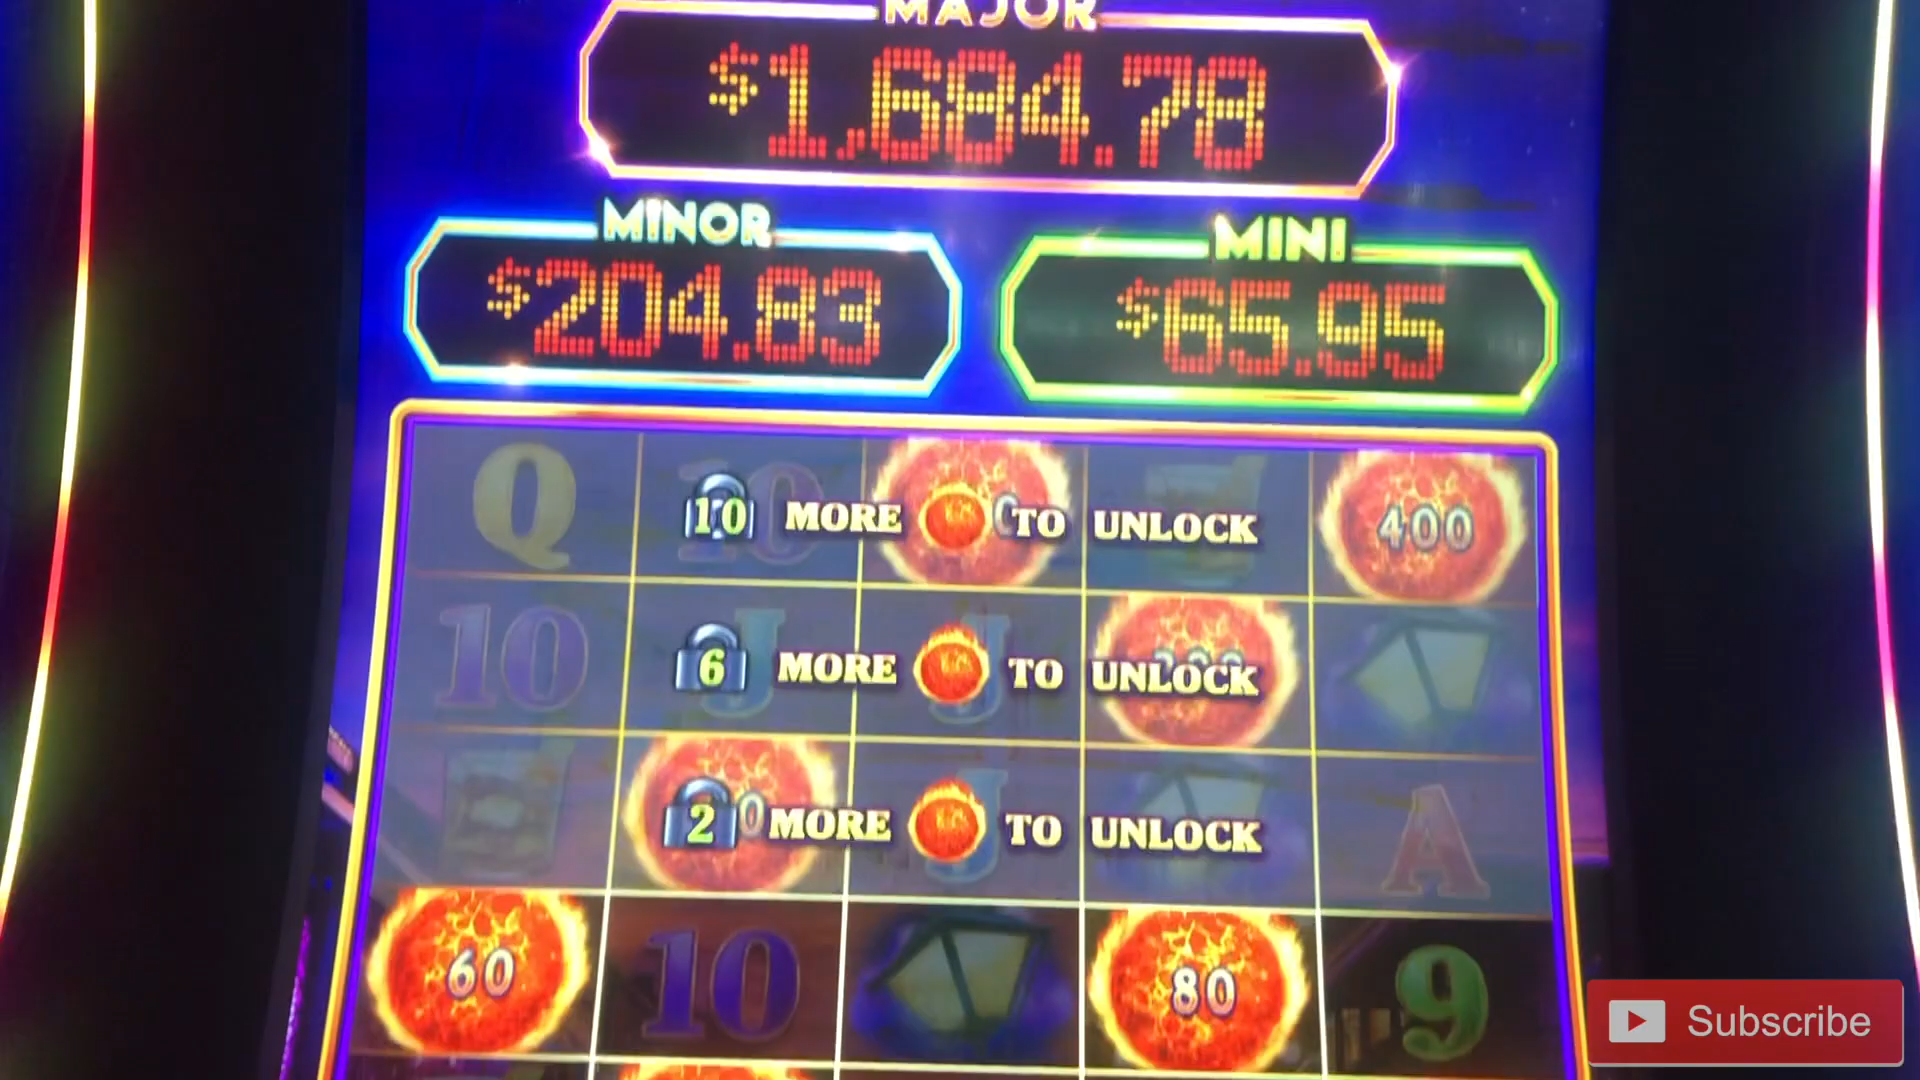 MAJOR
$1,684.78
MINOR
$204.83
MINI
$65.95
Q
10 MORE TO UNLOCK
400
10
J
6 MORE TO UNLOCK
2 MORE TO UNLOCK
A
60
10
80
9
Subscribe